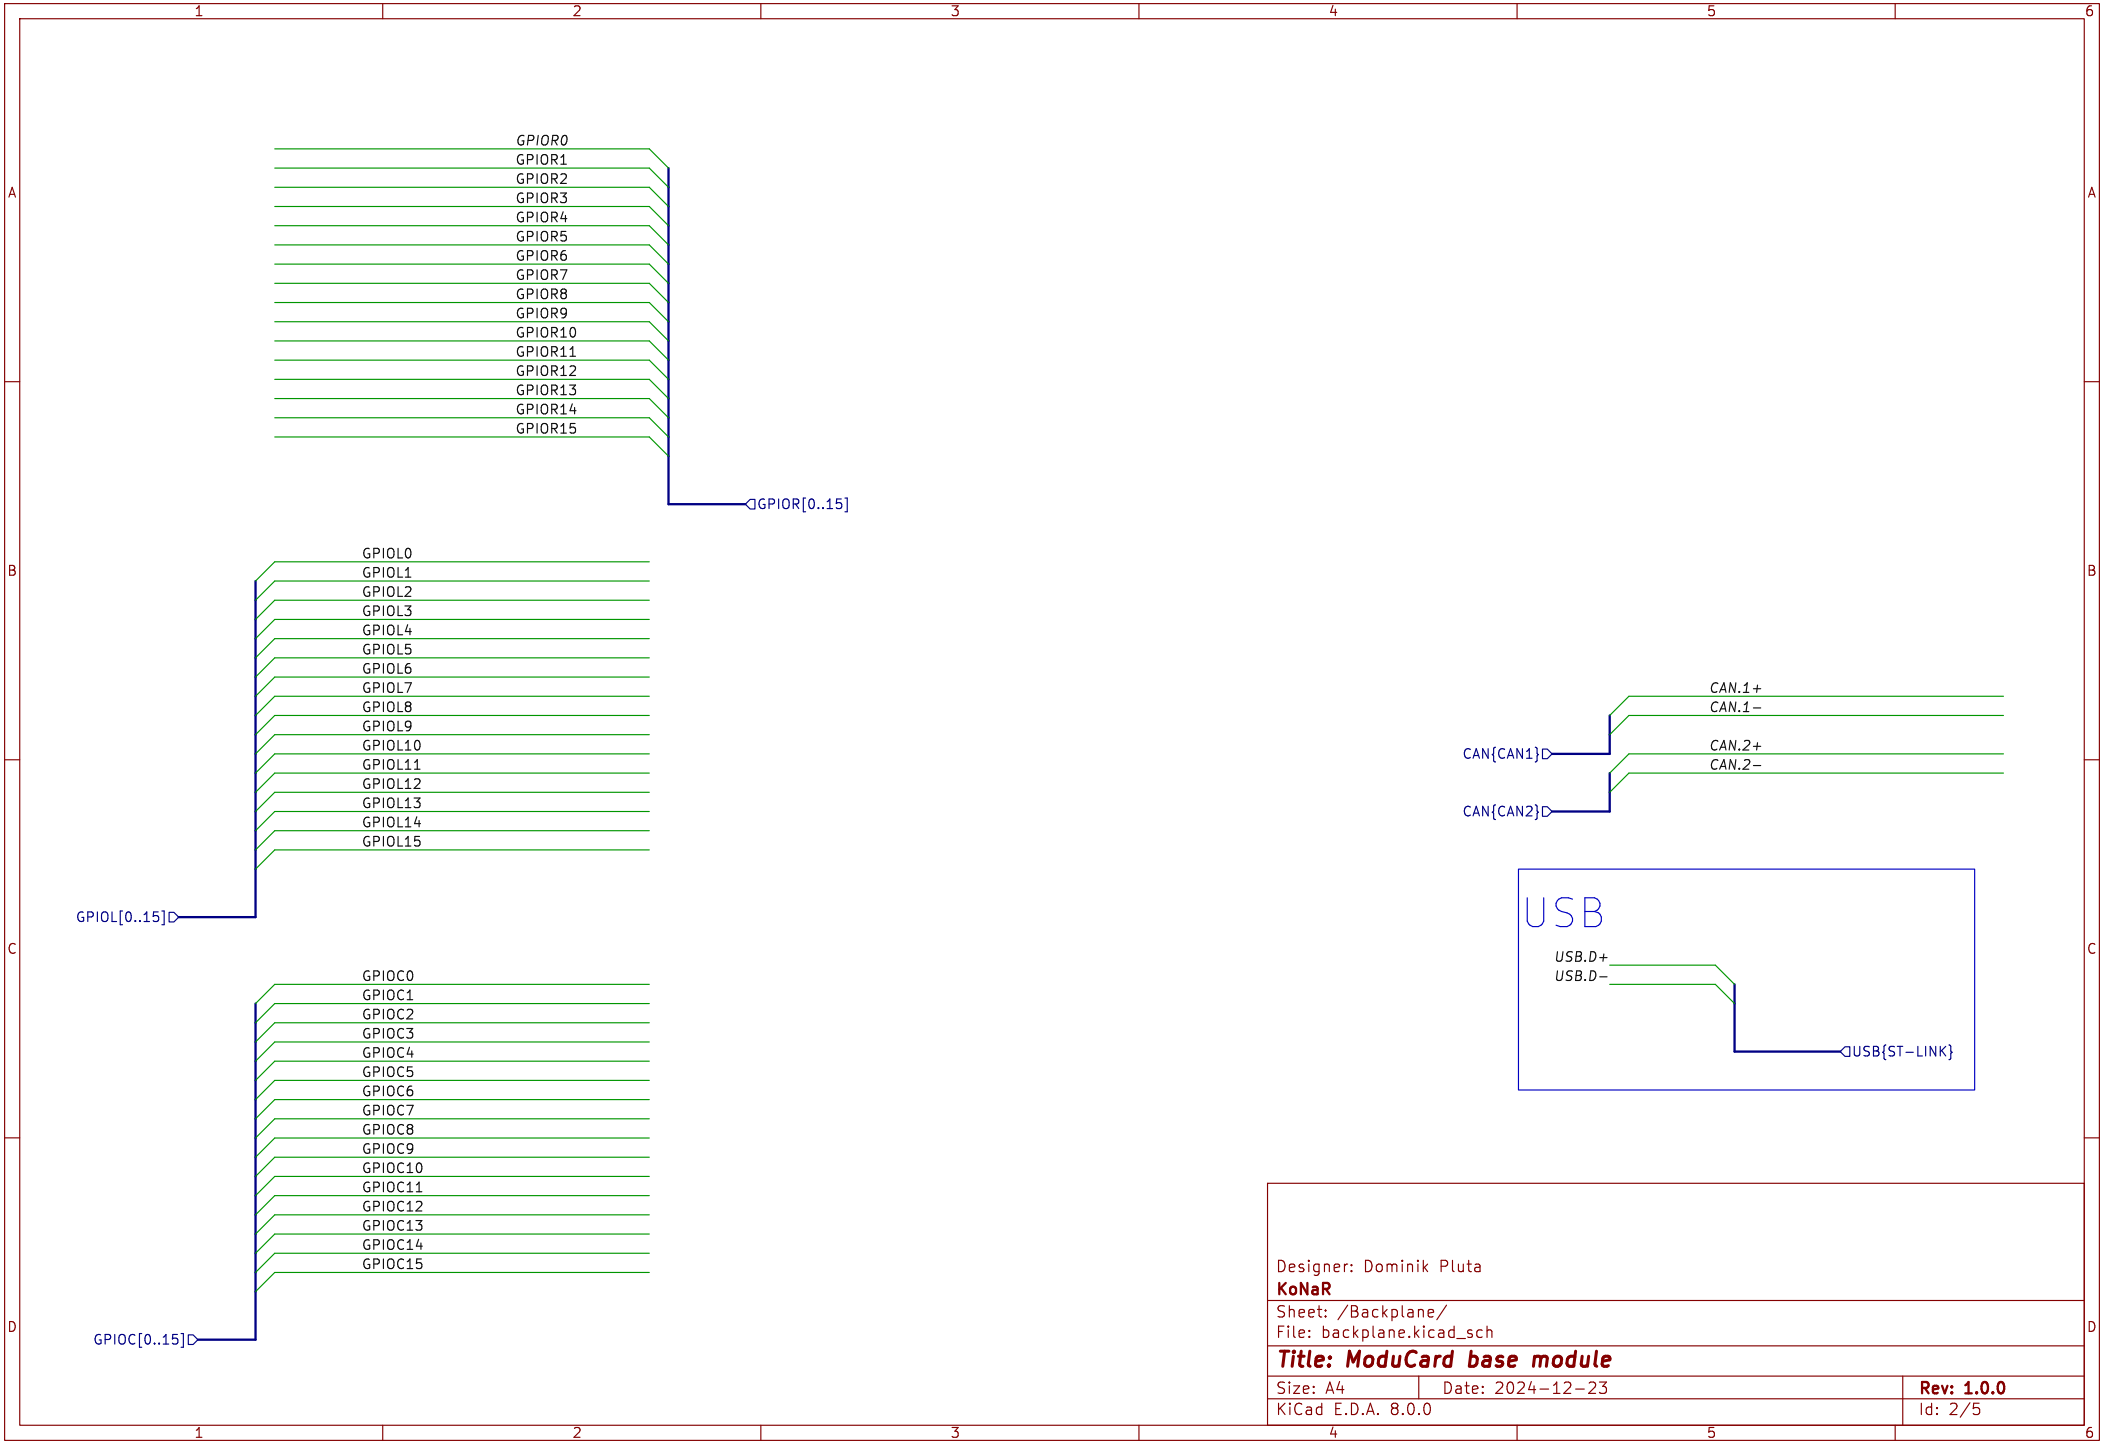 1 2 3 4 5 6
A A
GPIOR0
GPIOR1
GPIOR2
GPIOR3
GPIOR4
GPIOR5
GPIOR6
GPIOR7
GPIOR8
GPIOR9
GPIOR10
GPIOR11
GPIOR12
GPIOR13
GPIOR14
GPIOR15
GPIOR[0..15]
B B
GPIOL0
GPIOL1
GPIOL2
GPIOL3
GPIOL4
GPIOL5
GPIOL6
GPIOL7
GPIOL8
GPIOL9
GPIOL10
GPIOL11
GPIOL12
GPIOL13
GPIOL14
GPIOL15
GPIOL[0..15]
CAN.1+
CAN.1-
CAN{CAN1}
CAN.2+
CAN.2-
CAN{CAN2}
C C
USB
USB.D+
USB.D-
USB{ST-LINK}
GPIOC0
GPIOC1
GPIOC2
GPIOC3
GPIOC4
GPIOC5
GPIOC6
GPIOC7
GPIOC8
GPIOC9
GPIOC10
GPIOC11
GPIOC12
GPIOC13
GPIOC14
GPIOC15
GPIOC[0..15]
D D
Designer: Dominik Pluta
KoNaR
Sheet: /Backplane/
File: backplane.kicad_sch
Title: ModuCard base module
Size: A4 Date: 2024-12-23 Rev: 1.0.0
KiCad E.D.A. 8.0.0 Id: 2/5
1 2 3 4 5 6